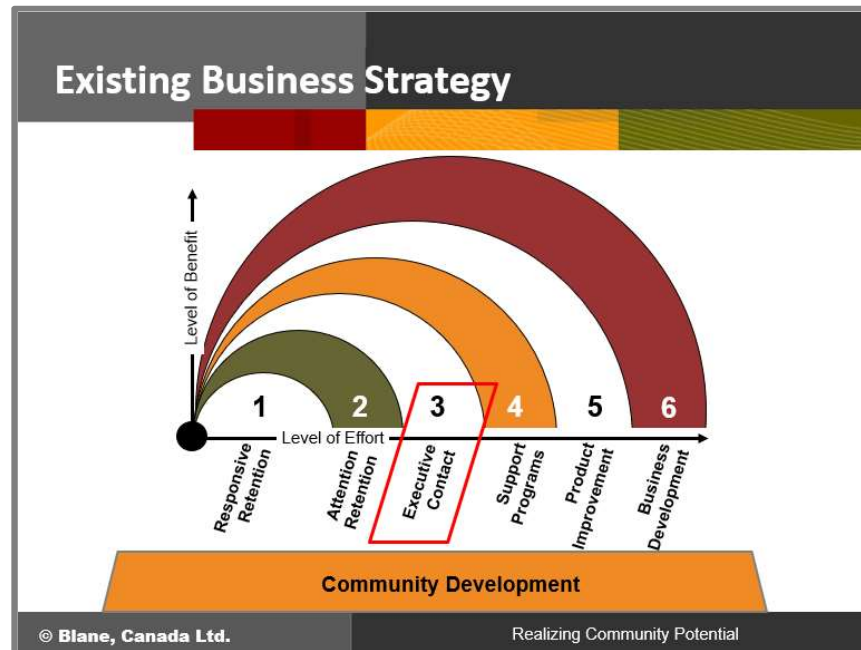 Existing Business Strategy
Level of Benefit
1
2
3
4
5
6
Level of Effort
Responsive
Retention
Attention
Retention
Executive
Contact
Support
Programs
Product
Improvement
Business
Development
Community Development
© Blane, Canada Ltd.
Realizing Community Potential